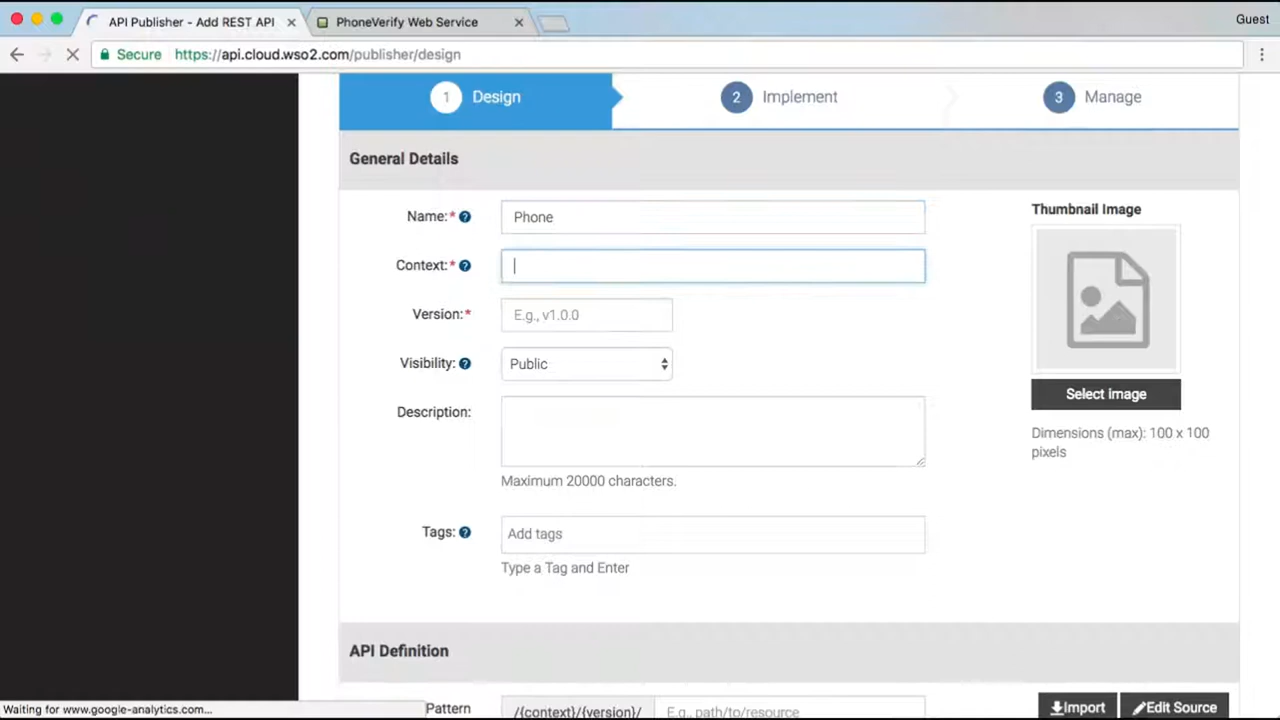 API Publisher - Add REST API
PhoneVerify Web Service
Guest
Secure https://api.cloud.wso2.com/publisher/design
1 Design
2 Implement
3 Manage
General Details
Name:* Phone
Thumbnail Image
Context:*
Version:* E.g., v1.0.0
Visibility: Public
Select image
Description:
Dimensions (max): 100 x 100
pixels
Maximum 20000 characters.
Tags: Add tags
Type a Tag and Enter
API Definition
Pattern /{context}/{version}/ E.g., path/to/resource
Import
Edit Source
Waiting for www.google-analytics.com...